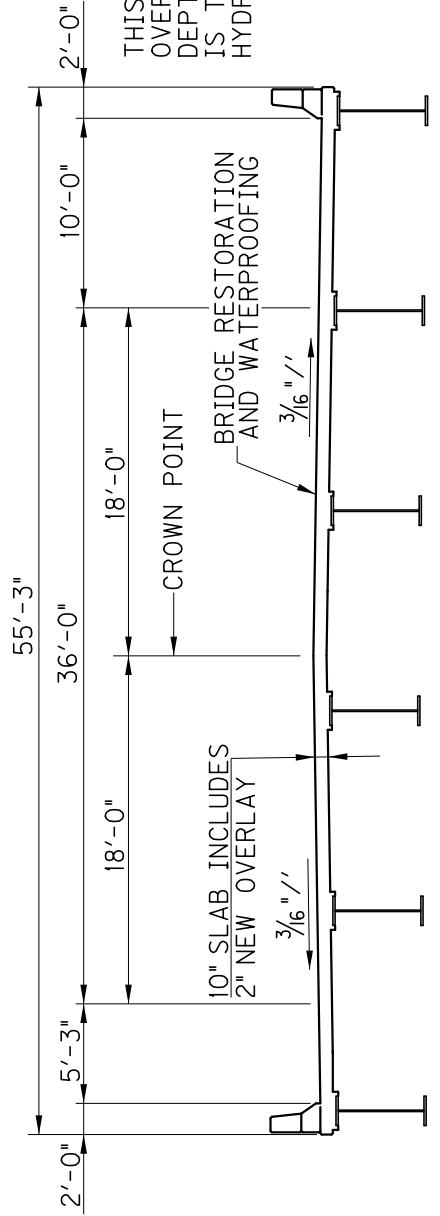 55'-3"
2'-0"
5'-3"
36'-0"
10'-0"
2'-0"
18'-0"
18'-0"
CROWN POINT
10" SLAB INCLUDES
2" NEW OVERLAY
3/16"/'
BRIDGE RESTORATION
AND WATERPROOFING
3/16"/'
THIS
OVER
DEPT
IS T
HYDR